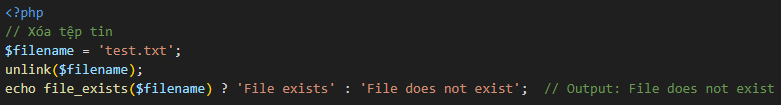 <?php
// Xóa tệp tin
$filename = 'test.txt';
unlink($filename);
echo file_exists($filename) ? 'File exists' : 'File does not exist';  // Output: File does not exist